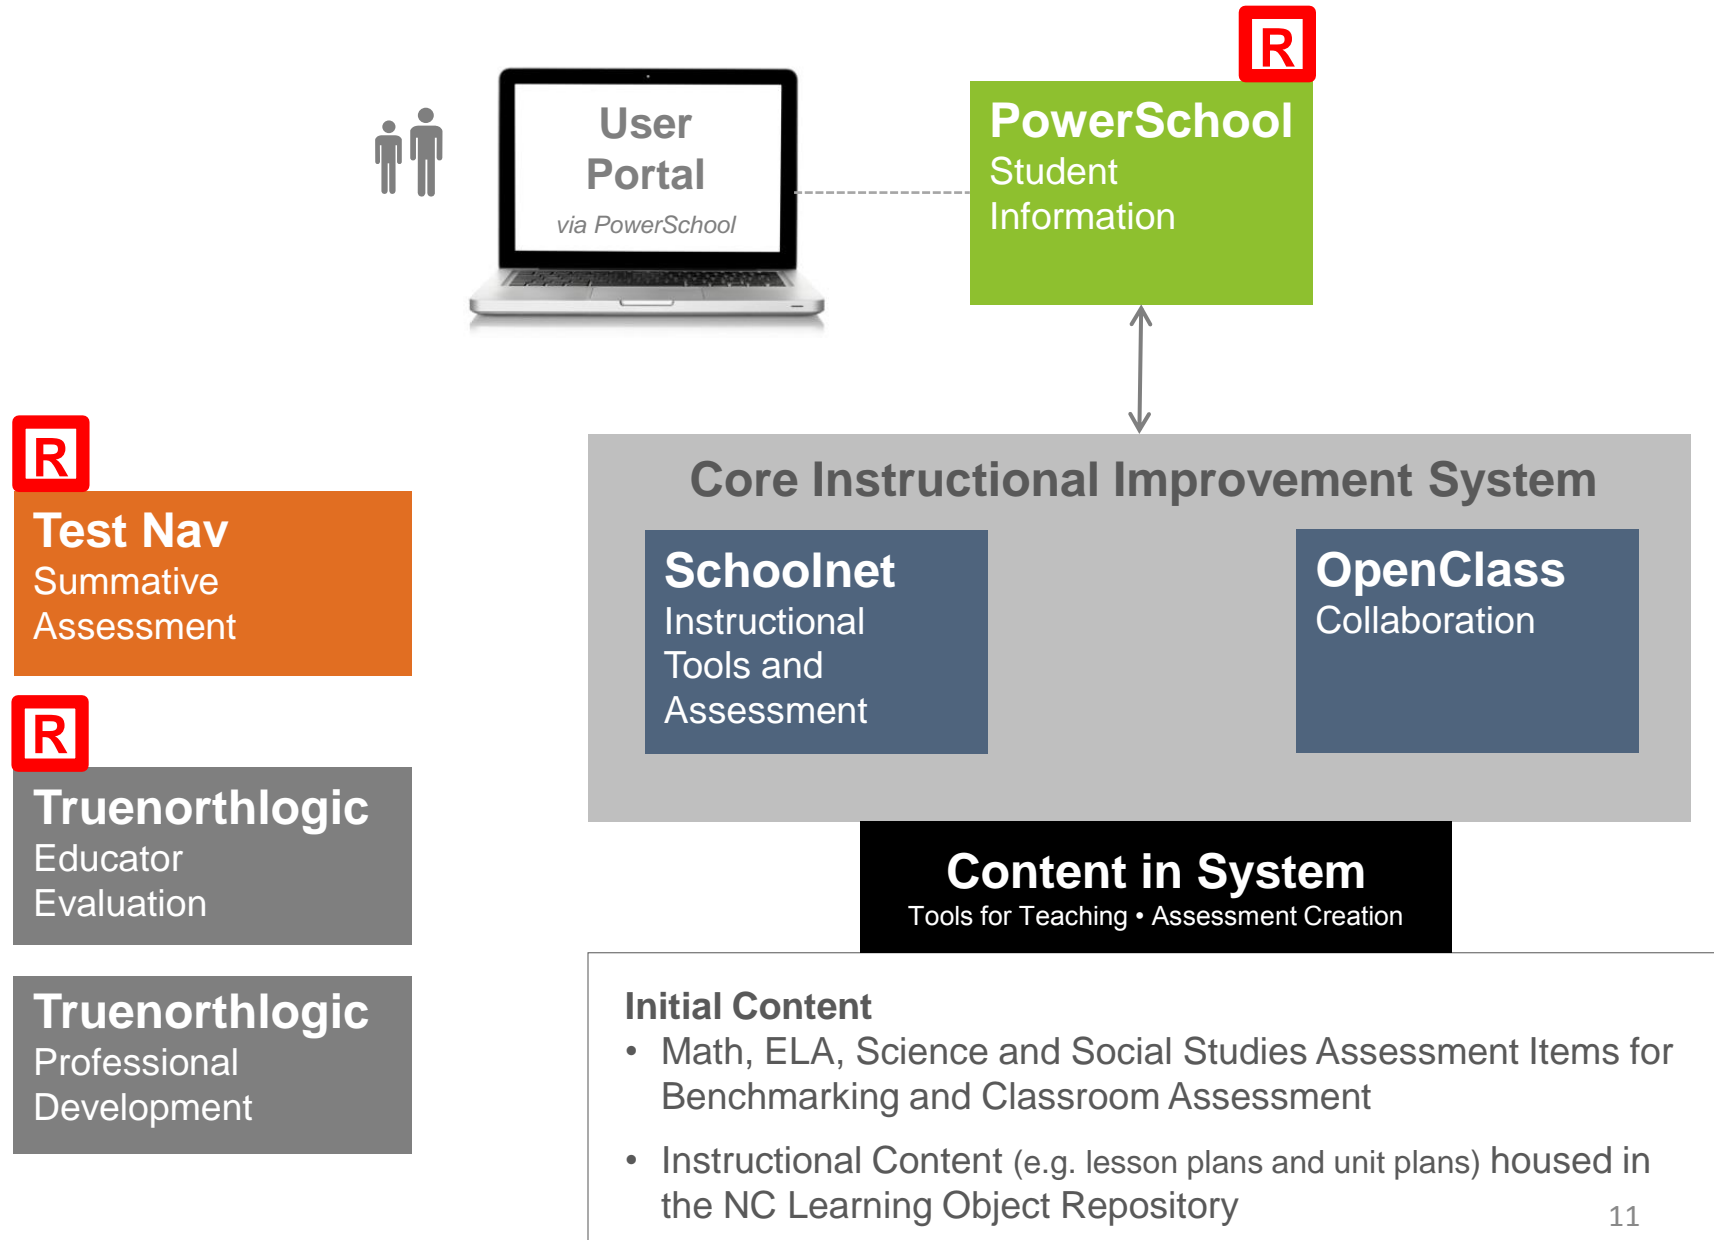 R
User
Portal
via PowerSchool
PowerSchool
Student
Information
R
Test Nav
Summative
Assessment
R
Truenorthlogic
Educator
Evaluation
Truenorthlogic
Professional
Development
Core Instructional Improvement System
Schoolnet
Instructional
Tools and
Assessment
OpenClass
Collaboration
Content in System
Tools for Teaching • Assessment Creation
Initial Content
• Math, ELA, Science and Social Studies Assessment Items for
Benchmarking and Classroom Assessment
• Instructional Content (e.g. lesson plans and unit plans) housed in
the NC Learning Object Repository
11